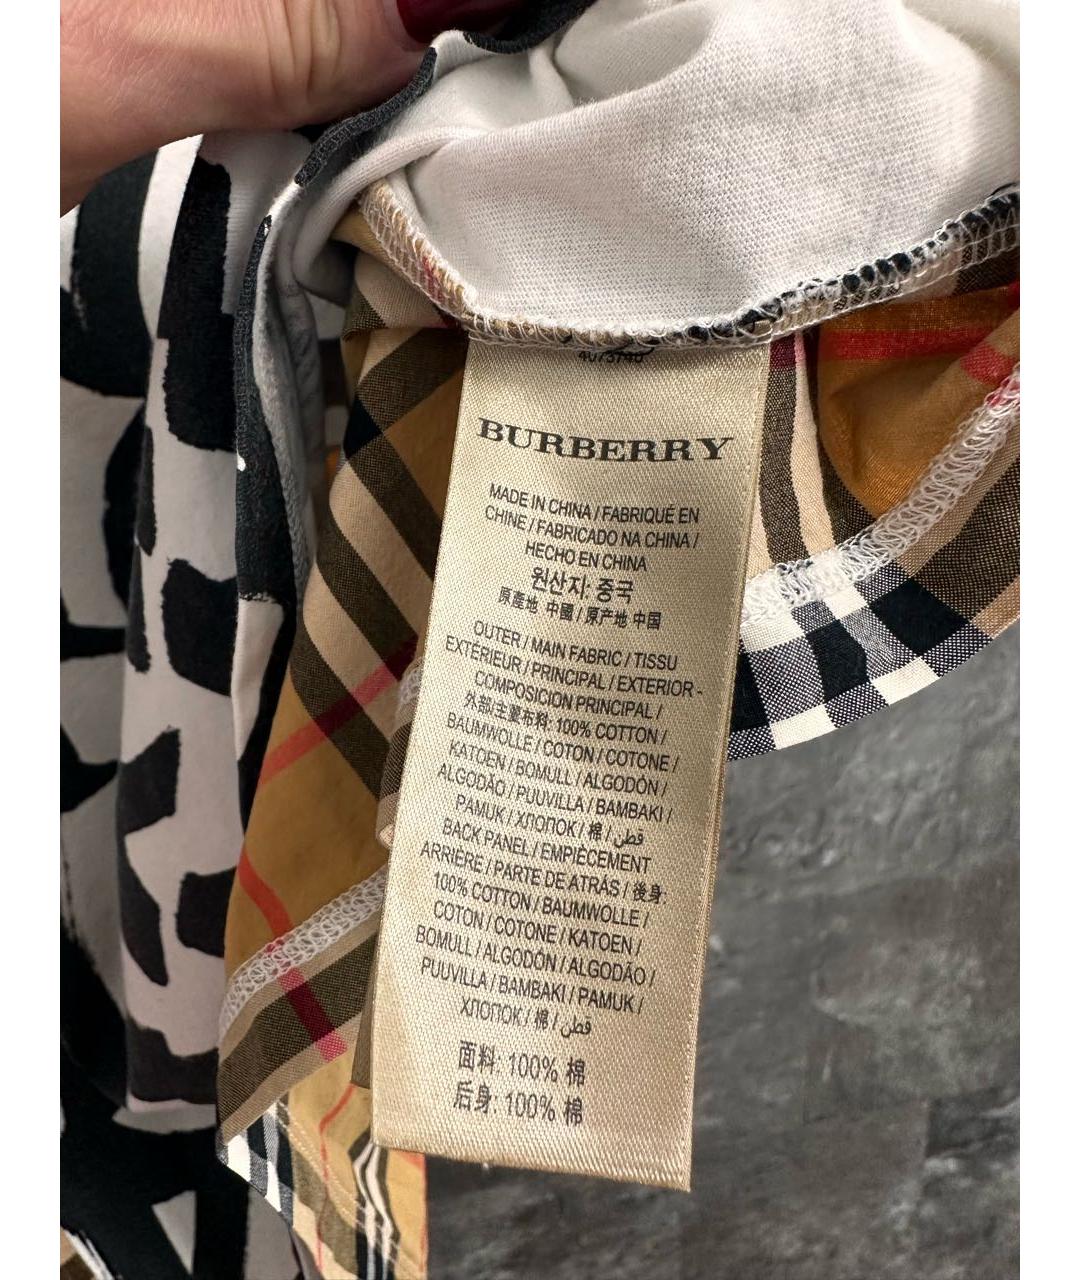 4073740
BURBERRY
MADE IN CHINA / FABRIQUÉ EN
CHINE / FABRICADO NA CHINA /
HECHO EN CHINA
원산지: 중국
原產地 中國 / 原产地 中国
OUTER / MAIN FABRIC / TISSU
EXTÉRIEUR / PRINCIPAL / EXTERIOR -
COMPOSICION PRINCIPAL /
外部/主要布料: 100% COTTON /
BAUMWOLLE / COTON / COTONE /
KATOEN / BOMULL / ALGODÓN /
ALGODÃO / PUUVILLA / BAMBAKI /
PAMUK / ХЛОПОК / 棉 / قطن
BACK PANEL / EMPIÈCEMENT
ARRIÈRE / PARTE DE ATRÁS / 後身
100% COTTON / BAUMWOLLE /
COTON / COTONE / KATOEN /
BOMULL / ALGODÓN / ALGODÃO /
PUUVILLA / BAMBAKI / PAMUK /
ХЛОПОК / 棉 / قطن
面料: 100% 棉
后身: 100% 棉